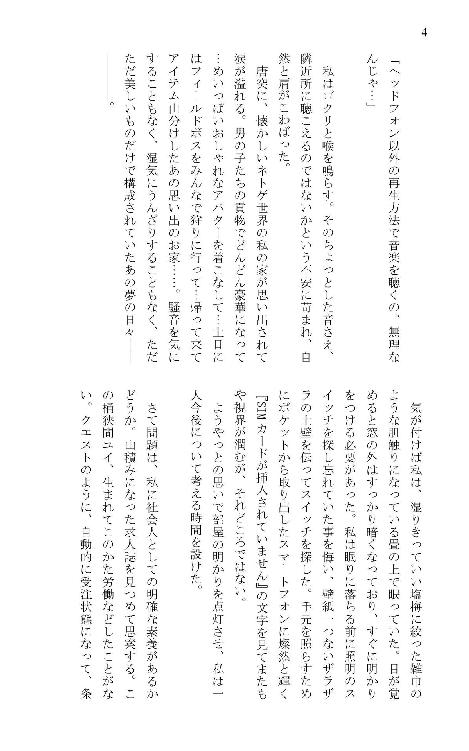 4
「ヘッドフォン以外の再生方法で音楽を聴くの、無理な
んじゃ…」
私はゴクリと喉を鳴らす。そのちょっとした音さえ、
隣近所に聴こえるのではないかという不安に苛まれ、自
然と肩がこわばった。
唐突に、懐かしいネトゲ世界の私の家が思い出されて
涙が溢れる。男の子たちの貢物でどんどん豪華になって
…めいっぱいおしゃれなアバターを着こなして…土日に
はフィールドボスをみんなで狩りに行って…帰って来て
アイテム山分けしたあの思い出のお家……。騒音を気に
することもなく、湿気にうんざりすることもなく、ただ
ただ美しいものだけで構成されていたあの夢の日々――
――――。
気が付けば私は、湿りきっていい塩梅に絞った雑巾の
ような肌触りになっている畳の上で眠っていた。目が覚
めると窓の外はすっかり暗くなっており、すぐに明かり
をつける必要があった。私は眠りに落ちる前に照明のス
イッチを探し忘れていた事を悔い、壁紙一つないザラザ
ラの土壁を伝ってスイッチを探した。手元を照らすため
にポケットから取り出したスマートフォンに燦然と輝く
『SIMカードが挿入されていません』の文字を見てまたも
や視界が潤むが、それどころではない。
ようやっとの思いで部屋の明かりを点灯させ、私は一
人今後について考える時間を設けた。
さて問題は、私に社会人としての明確な素養があるか
どうか。山積みになった求人誌を見つめて思案する。こ
の桶狭間ユイ、生まれてこのかた労働などしたことがな
い。クエストのように、自動的に受注状態になって、条